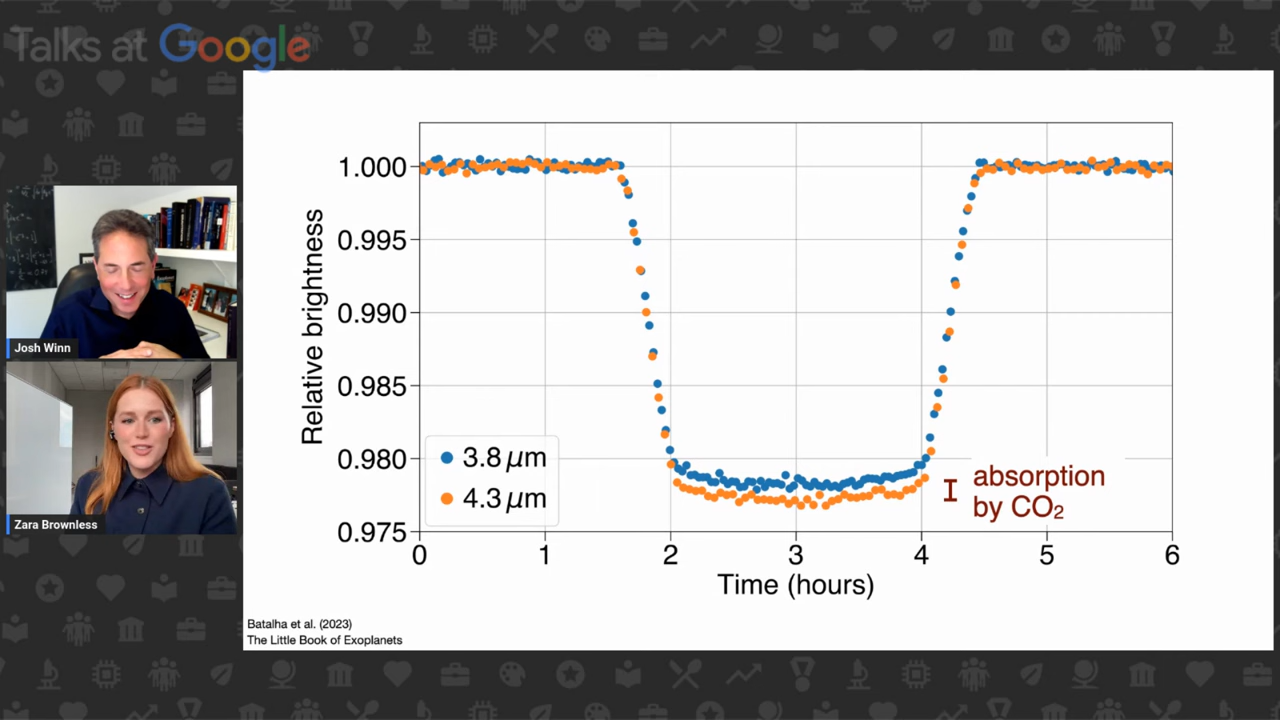 Talks at Google
Josh Winn
Zara Brownless
Relative brightness
1.000
0.995
0.990
0.985
0.980
0.975
3.8 μm
4.3 μm
absorption
by CO₂
0 1 2 3 4 5 6
Time (hours)
Batalha et al. (2023)
The Little Book of Exoplanets